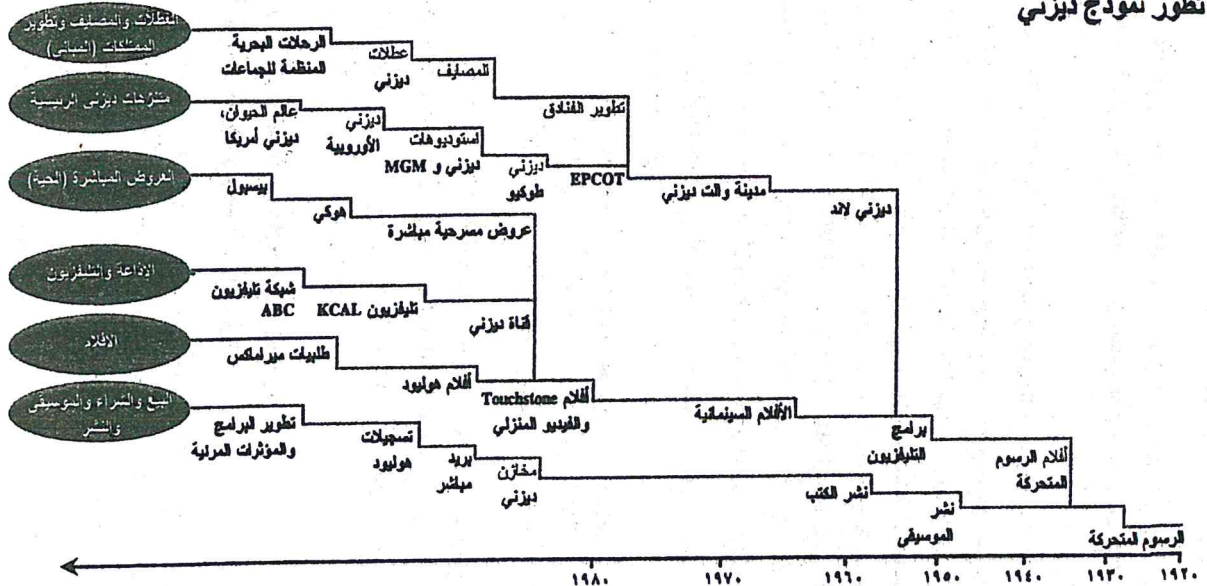 تطور نموذج ديزني
العطلات والمصايف وتطوير
الممتلكات (المباني)
الرحلات البحرية
المنظمة للجماعات
عطلات
ديزني
المصايف
تطوير الفنادق
متنزهات ديزني الرئيسية
عالم الحيوان،
ديزني أمريكا
ديزني
الأوروبية
استوديوهات
ديزني و MGM
ديزني
طوكيو
EPCOT
مدينة والت ديزني
ديزني لاند
العروض المباشرة (الحية)
بيسبول
هوكي
عروض مسرحية مباشرة
الاذاعة والتليفزيون
شبكة تليفزيون
ABC
تليفزيون KCAL
قناة ديزني
الافلام
طلبيات ميراماكس
أفلام هوليود
أفلام Touchstone
والفيديو المنزلي
الأفلام السينمائية
برامج
التليفزيون
أفلام الرسوم
المتحركة
البيع والشراء والموسيقى
والنشر
تطوير البرامج
والمؤثرات المرئية
تسجيلات
هوليود
بريد
مباشر
مخازن
ديزني
نشر الكتب
نشر
الموسيقى
الرسوم المتحركة
١٩٢٠
١٩٣٠
١٩٤٠
١٩٥٠
١٩٦٠
١٩٧٠
١٩٨٠